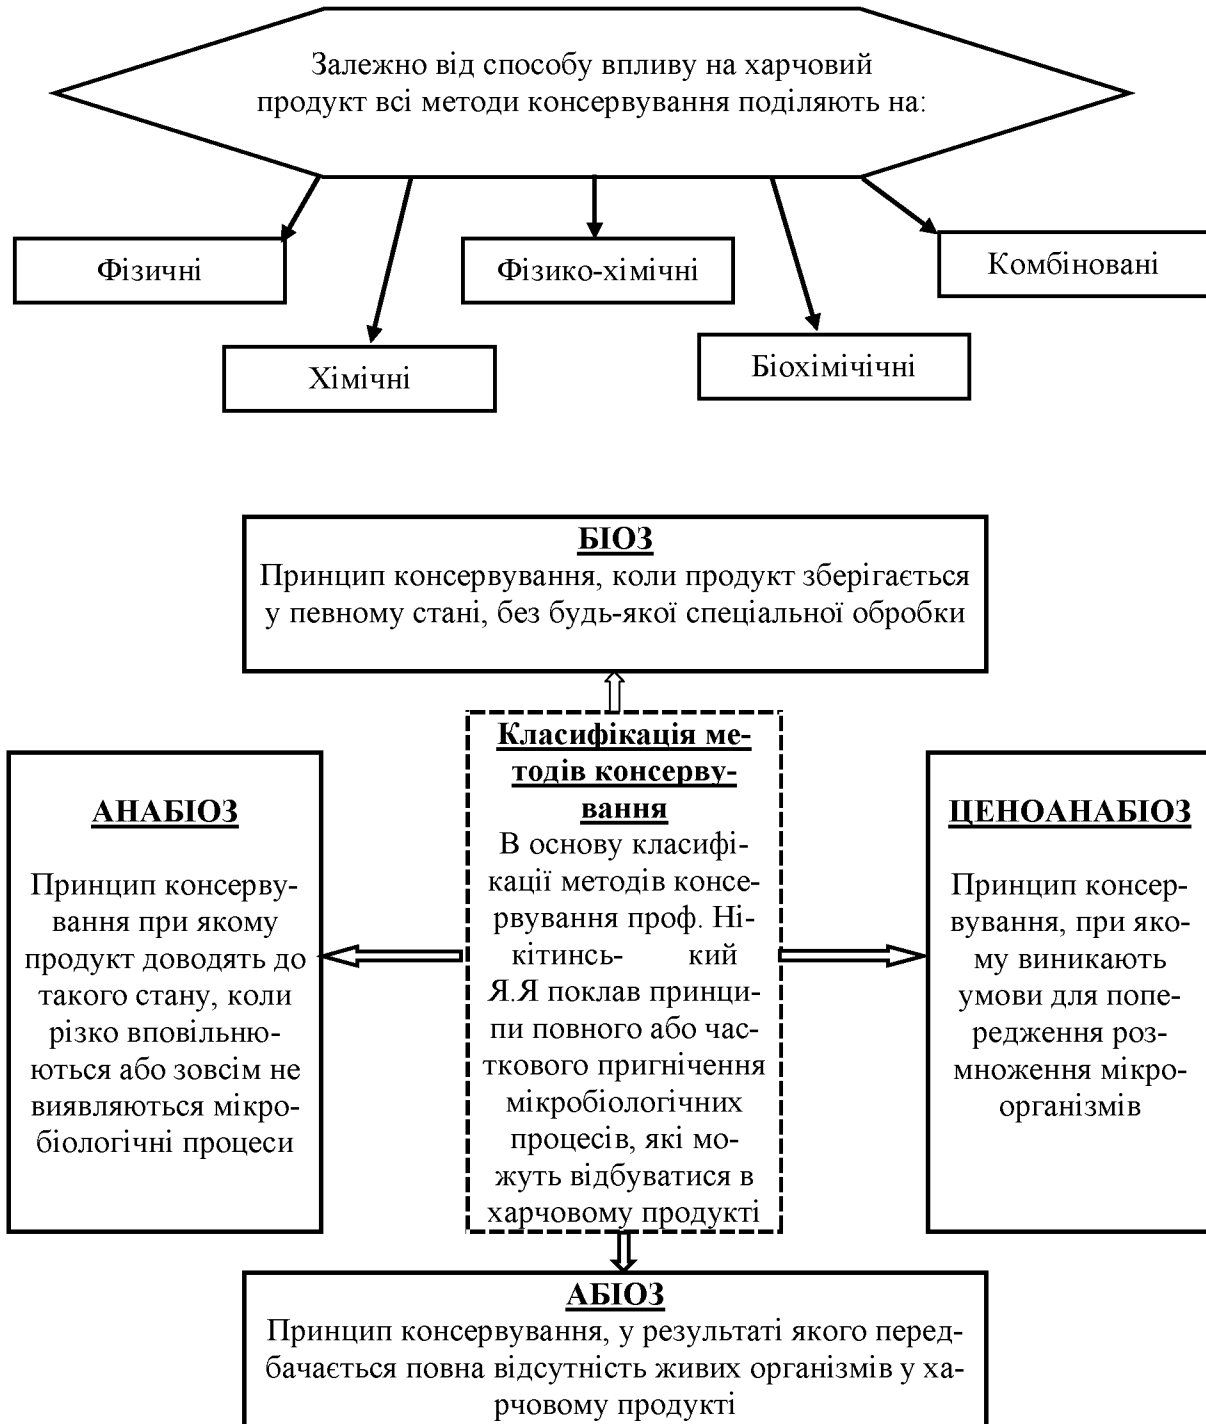 Залежно від способу впливу на харчовий
продукт всі методи консервування поділяють на:
Фізичні
Фізико-хімічні
Комбіновані
Хімічні
Біохімічічні
БІОЗ
Принцип консервування, коли продукт зберігається
у певному стані, без будь-якої спеціальної обробки
АНАБІОЗ
Принцип консерву-
вання при якому
продукт доводять до
такого стану, коли
різко вповільню-
ються або зовсім не
виявляються мікро-
біологічні процеси
Класифікація ме-
тодів консерву-
вання
В основу класифі-
кації методів консе-
рвування проф. Ні-
кітинсь- кий
Я.Я поклав принци-
пи повного або час-
ткового пригнічення
мікробіологічних
процесів, які мо-
жуть відбуватися в
харчовому продукті
ЦЕНОАНАБІОЗ
Принцип консер-
вування, при яко-
му виникають
умови для попе-
редження роз-
множення мікро-
організмів
АБІОЗ
Принцип консервування, у результаті якого перед-
бачається повна відсутність живих організмів у ха-
рчовому продукті